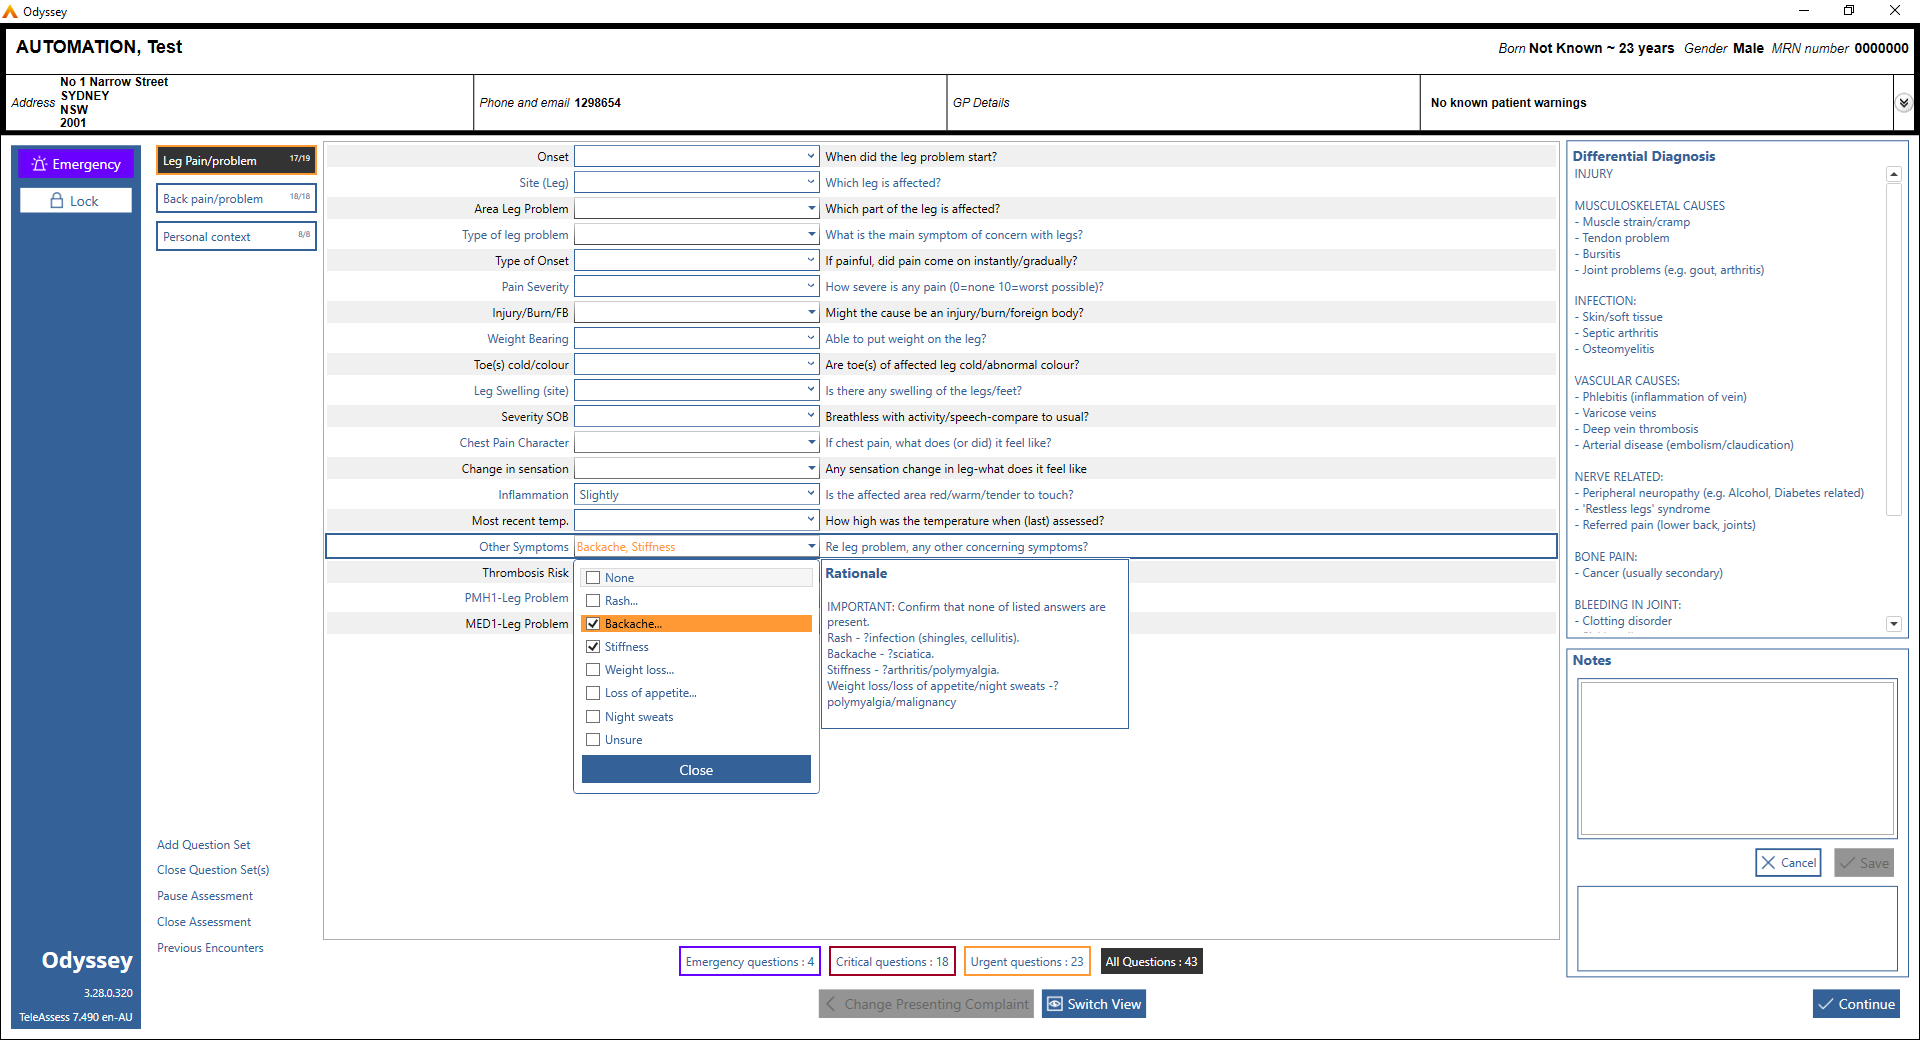 Odyssey
AUTOMATION, Test
Born Not Known ~ 23 years Gender Male MRN number 0000000
Address
No 1 Narrow Street
SYDNEY
NSW
2001
Phone and email 1298654
GP Details
No known patient warnings
Emergency
Lock
Leg Pain/problem 17/19
Back pain/problem 18/18
Personal context 8/8
Onset When did the leg problem start?
Site (Leg) Which leg is affected?
Area Leg Problem Which part of the leg is affected?
Type of leg problem What is the main symptom of concern with legs?
Type of Onset If painful, did pain come on instantly/gradually?
Pain Severity How severe is any pain (0=none 10=worst possible)?
Injury/Burn/FB Might the cause be an injury/burn/foreign body?
Weight Bearing Able to put weight on the leg?
Toe(s) cold/colour Are toe(s) of affected leg cold/abnormal colour?
Leg Swelling (site) Is there any swelling of the legs/feet?
Severity SOB Breathless with activity/speech-compare to usual?
Chest Pain Character If chest pain, what does (or did) it feel like?
Change in sensation Any sensation change in leg-what does it feel like
Inflammation Slightly Is the affected area red/warm/tender to touch?
Most recent temp. How high was the temperature when (last) assessed?
Other Symptoms Backache, Stiffness Re leg problem, any other concerning symptoms?
Thrombosis Risk
PMH1-Leg Problem
MED1-Leg Problem
None
Rash...
Backache...
Stiffness
Weight loss...
Loss of appetite...
Night sweats
Unsure
Close
Rationale
IMPORTANT: Confirm that none of listed answers are
present.
Rash - ?infection (shingles, cellulitis).
Backache - ?sciatica.
Stiffness - ?arthritis/polymyalgia.
Weight loss/loss of appetite/night sweats -?
polymyalgia/malignancy
Differential Diagnosis
INJURY
MUSCULOSKELETAL CAUSES
- Muscle strain/cramp
- Tendon problem
- Bursitis
- Joint problems (e.g. gout, arthritis)
INFECTION:
- Skin/soft tissue
- Septic arthritis
- Osteomyelitis
VASCULAR CAUSES:
- Phlebitis (inflammation of vein)
- Varicose veins
- Deep vein thrombosis
- Arterial disease (embolism/claudication)
NERVE RELATED:
- Peripheral neuropathy (e.g. Alcohol, Diabetes related)
- 'Restless legs' syndrome
- Referred pain (lower back, joints)
BONE PAIN:
- Cancer (usually secondary)
BLEEDING IN JOINT:
- Clotting disorder
Notes
Cancel
Save
Add Question Set
Close Question Set(s)
Pause Assessment
Close Assessment
Previous Encounters
Odyssey
3.28.0.320
TeleAssess 7.490 en-AU
Emergency questions : 4
Critical questions : 18
Urgent questions : 23
All Questions : 43
Change Presenting Complaint
Switch View
Continue